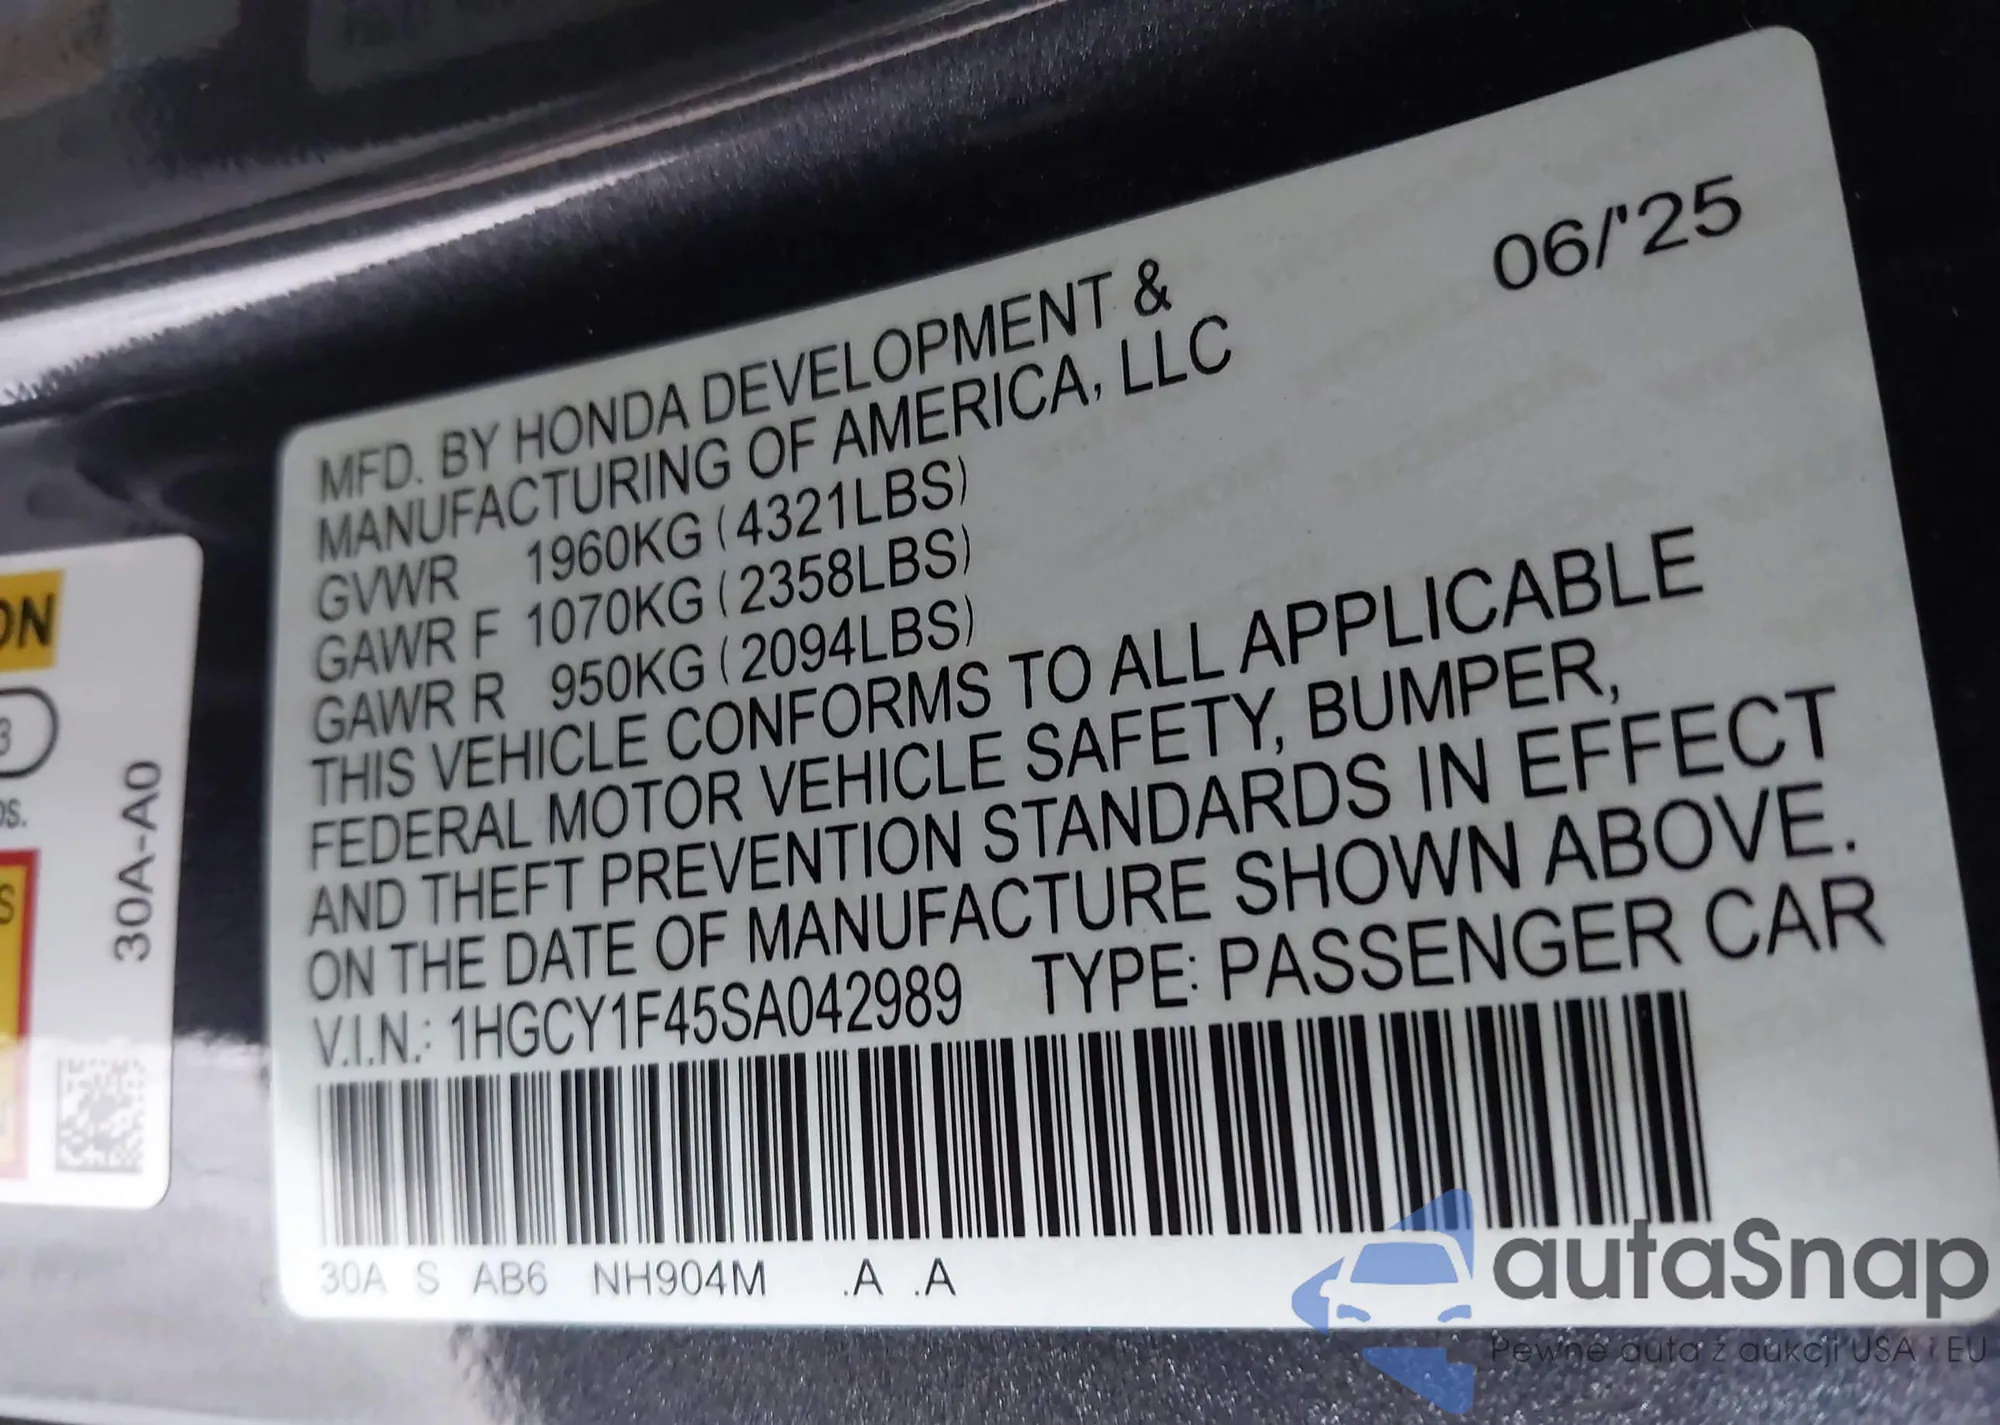 06/'25
MFD. BY HONDA DEVELOPMENT &
MANUFACTURING OF AMERICA, LLC
GVWR 1960KG (4321LBS)
GAWR F 1070KG (2358LBS)
GAWR R 950KG (2094LBS)
THIS VEHICLE CONFORMS TO ALL APPLICABLE
FEDERAL MOTOR VEHICLE SAFETY, BUMPER,
AND THEFT PREVENTION STANDARDS IN EFFECT
ON THE DATE OF MANUFACTURE SHOWN ABOVE.
V.I.N.: 1HGCY1F45SA042989 TYPE: PASSENGER CAR
30A S AB6 NH904M .A .A
30A-A0
autaSnap
Pewne auta z aukcji USA i EU